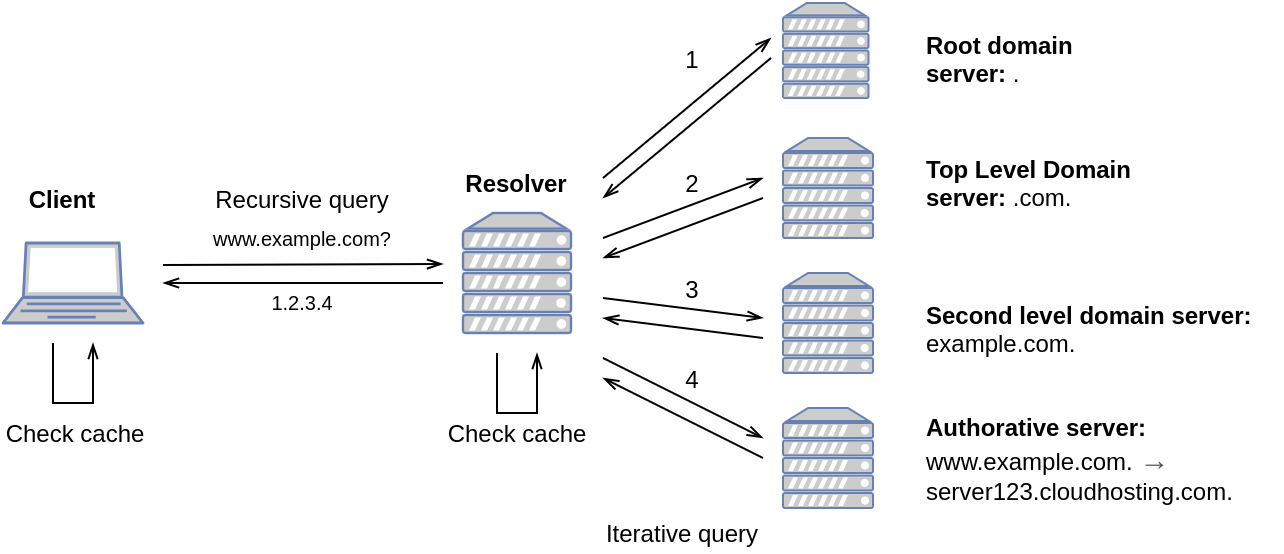 Client
Recursive query
www.example.com?
1.2.3.4
Check cache
Resolver
Check cache
1
2
3
4
Iterative query
Root domain
server: .
Top Level Domain
server: .com.
Second level domain server:
example.com.
Authorative server:
www.example.com. →
server123.cloudhosting.com.